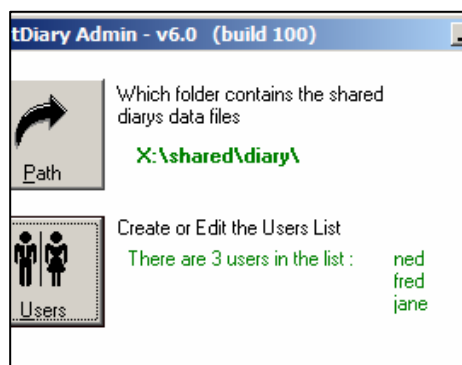 tDiary Admin - v6.0 (build 100)
Which folder contains the shared
diarys data files
X:\shared\diary\
Path
Create or Edit the Users List
There are 3 users in the list : ned
fred
jane
Users